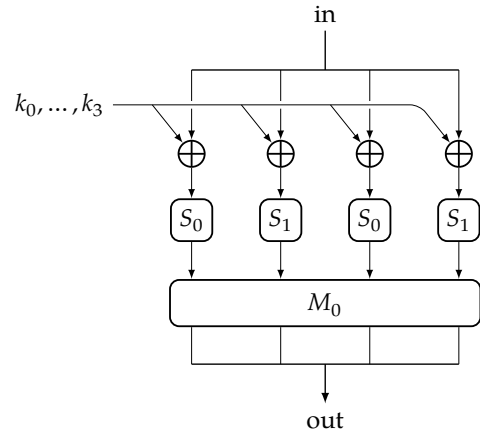 in
k₀, ..., k₃
S₀ S₁ S₀ S₁
M₀
out